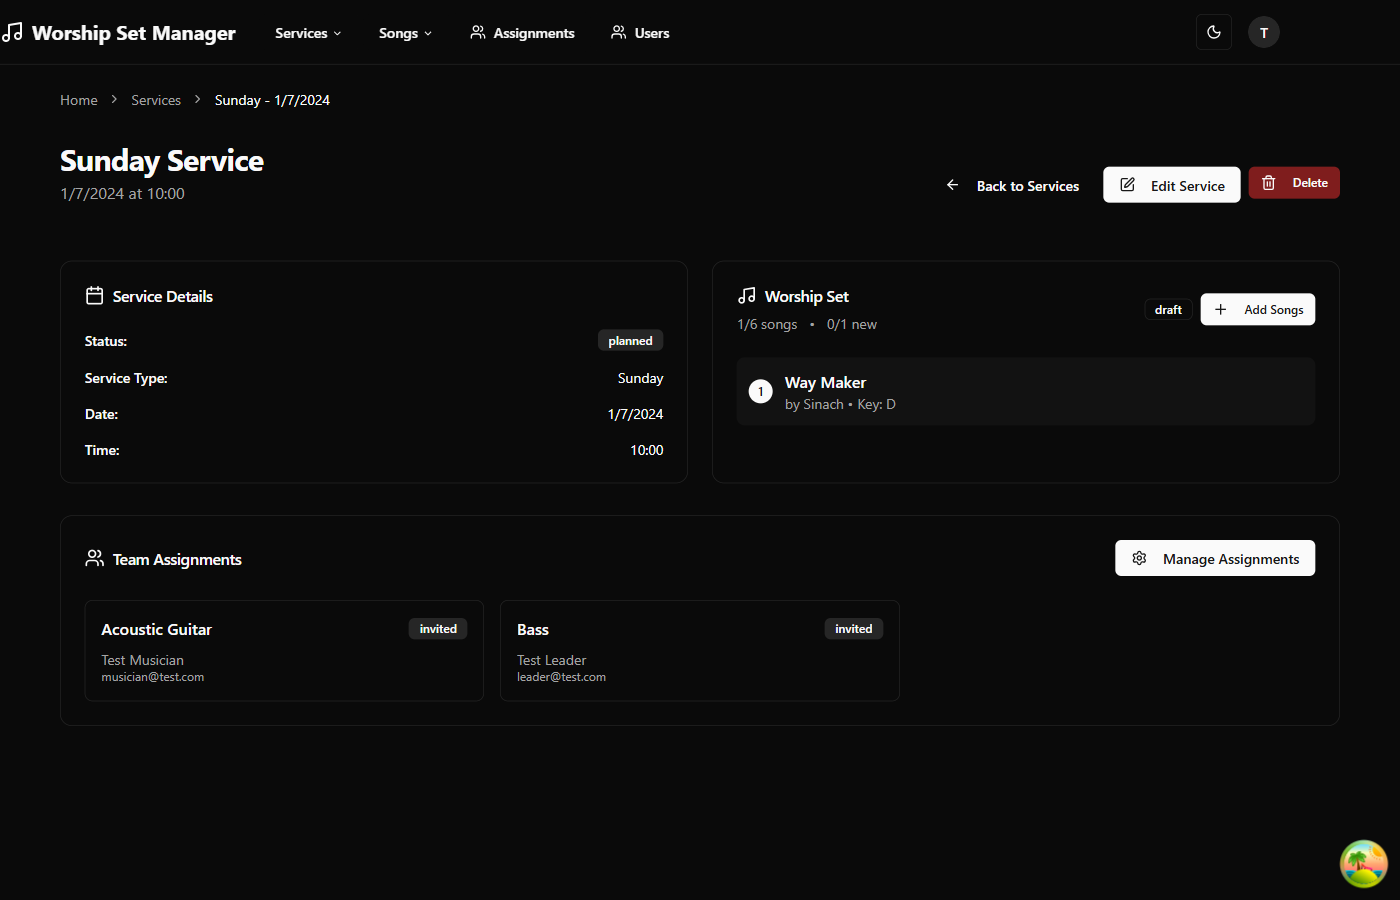 Worship Set Manager
Services
Songs
Assignments
Users
T
Home > Services > Sunday - 1/7/2024
Sunday Service
1/7/2024 at 10:00
Back to Services
Edit Service
Delete
Service Details
Status: planned
Service Type: Sunday
Date: 1/7/2024
Time: 10:00
Worship Set
1/6 songs • 0/1 new
draft
Add Songs
1
Way Maker
by Sinach • Key: D
Team Assignments
Manage Assignments
Acoustic Guitar
invited
Test Musician
musician@test.com
Bass
invited
Test Leader
leader@test.com